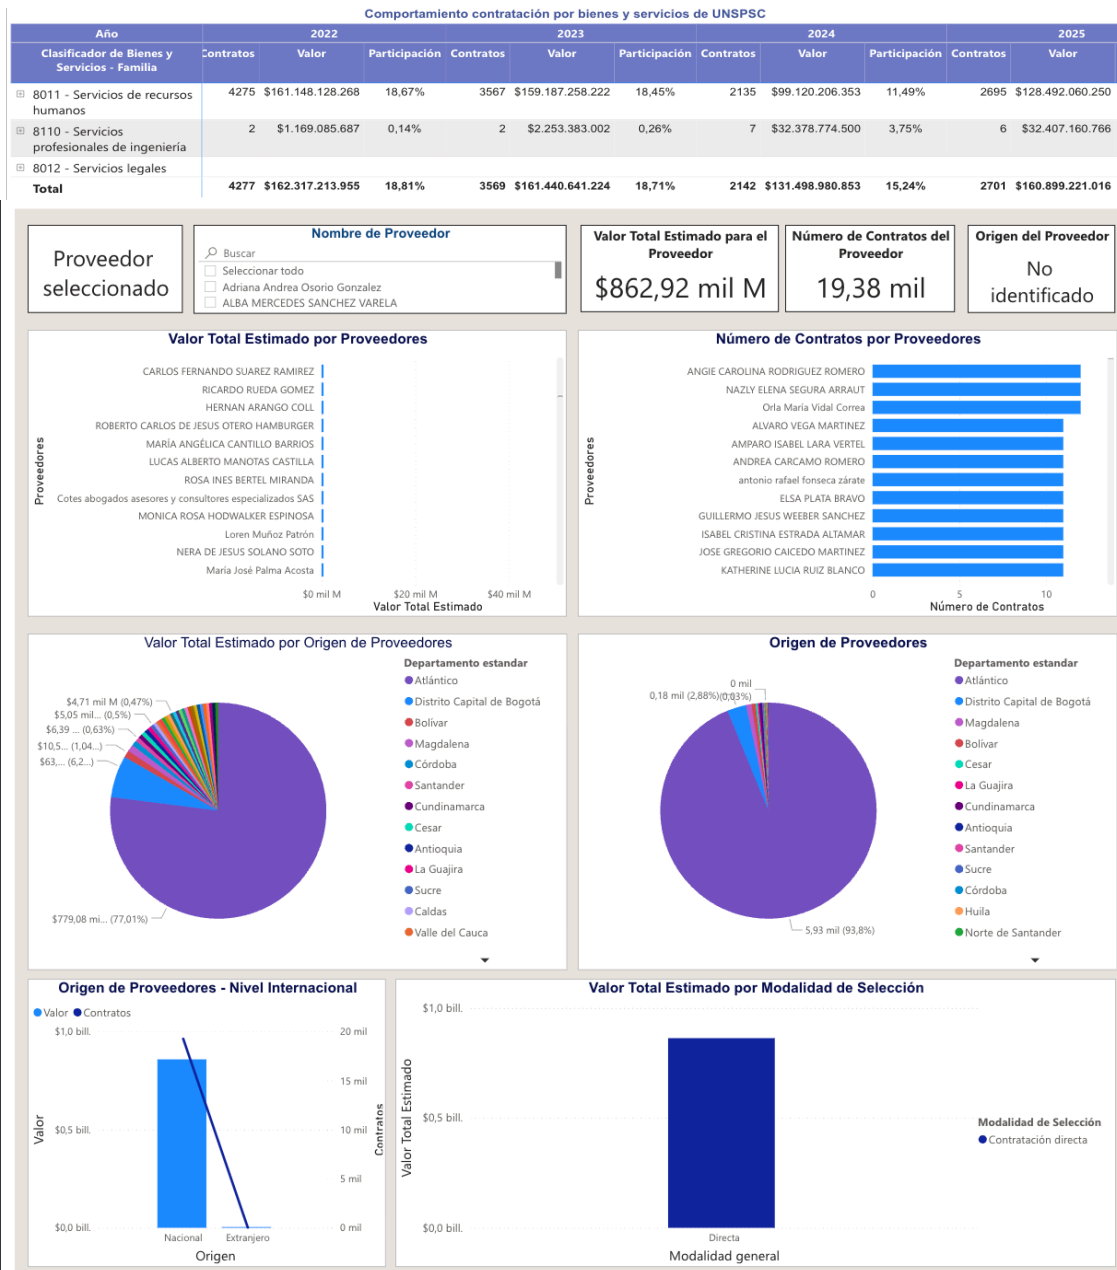 Comportamiento contratación por bienes y servicios de UNSPSC
Año 2022 2023 2024 2025
Clasificador de Bienes y Servicios - Familia Contratos Valor Participación Contratos Valor Participación Contratos Valor Participación Contratos Valor
8011 - Servicios de recursos humanos 4275 $161.148.128.268 18,67% 3567 $159.187.258.222 18,45% 2135 $99.120.206.353 11,49% 2695 $128.492.060.250
8110 - Servicios profesionales de ingeniería 2 $1.169.085.687 0,14% 2 $2.253.383.002 0,26% 7 $32.378.774.500 3,75% 6 $32.407.160.766
8012 - Servicios legales
Total 4277 $162.317.213.955 18,81% 3569 $161.440.641.224 18,71% 2142 $131.498.980.853 15,24% 2701 $160.899.221.016
Proveedor
seleccionado
Nombre de Proveedor
Buscar
Seleccionar todo
Adriana Andrea Osorio Gonzalez
ALBA MERCEDES SANCHEZ VARELA
Valor Total Estimado para el
Proveedor
$862,92 mil M
Número de Contratos del
Proveedor
19,38 mil
Origen del Proveedor
No
identificado
Valor Total Estimado por Proveedores
Proveedores
CARLOS FERNANDO SUAREZ RAMIREZ
RICARDO RUEDA GOMEZ
HERNAN ARANGO COLL
ROBERTO CARLOS DE JESUS OTERO HAMBURGER
MARÍA ANGÉLICA CANTILLO BARRIOS
LUCAS ALBERTO MANOTAS CASTILLA
ROSA INES BERTEL MIRANDA
Cotes abogados asesores y consultores especializados SAS
MONICA ROSA HODWALKER ESPINOSA
Loren Muñoz Patrón
NERA DE JESUS SOLANO SOTO
María José Palma Acosta
$0 mil M $20 mil M $40 mil M
Valor Total Estimado
Número de Contratos por Proveedores
Proveedores
ANGIE CAROLINA RODRIGUEZ ROMERO
NAZLY ELENA SEGURA ARRAUT
Orla Maria Vidal Correa
ALVARO VEGA MARTINEZ
AMPARO ISABEL LARA VERTEL
ANDREA CARCAMO ROMERO
antonio rafael fonseca zárate
ELSA PLATA BRAVO
GUILLERMO JESUS WEEBER SANCHEZ
ISABEL CRISTINA ESTRADA ALTAMAR
JOSE GREGORIO CAICEDO MARTINEZ
KATHERINE LUCIA RUIZ BLANCO
0 5 10
Número de Contratos
Valor Total Estimado por Origen de Proveedores
$4,71 mil M (0,47%)
$5,05 mil... (0,5%)
$6,39 ... (0,63%)
$10,5... (1,04...)
$63,... (6,2...)
$779,08 mi... (77,01%)
Departamento estandar
Atlántico
Distrito Capital de Bogotá
Bolívar
Magdalena
Córdoba
Santander
Cundinamarca
Cesar
Antioquia
La Guajira
Sucre
Caldas
Valle del Cauca
Origen de Proveedores
0 mil
0,18 mil (2,88%)
(0,03%)
5,93 mil (93,8%)
Departamento estandar
Atlántico
Distrito Capital de Bogotá
Magdalena
Bolívar
Cesar
La Guajira
Cundinamarca
Antioquia
Santander
Sucre
Córdoba
Huila
Norte de Santander
Origen de Proveedores - Nivel Internacional
Valor Contratos
$1,0 bill. 20 mil
15 mil
$0,5 bill. 10 mil
5 mil
$0,0 bill. 0 mil
Valor
Contratos
Nacional Extranjero
Origen
Valor Total Estimado por Modalidad de Selección
Valor Total Estimado
$1,0 bill.
$0,5 bill.
$0,0 bill.
Directa
Modalidad general
Modalidad de Selección
Contratación directa